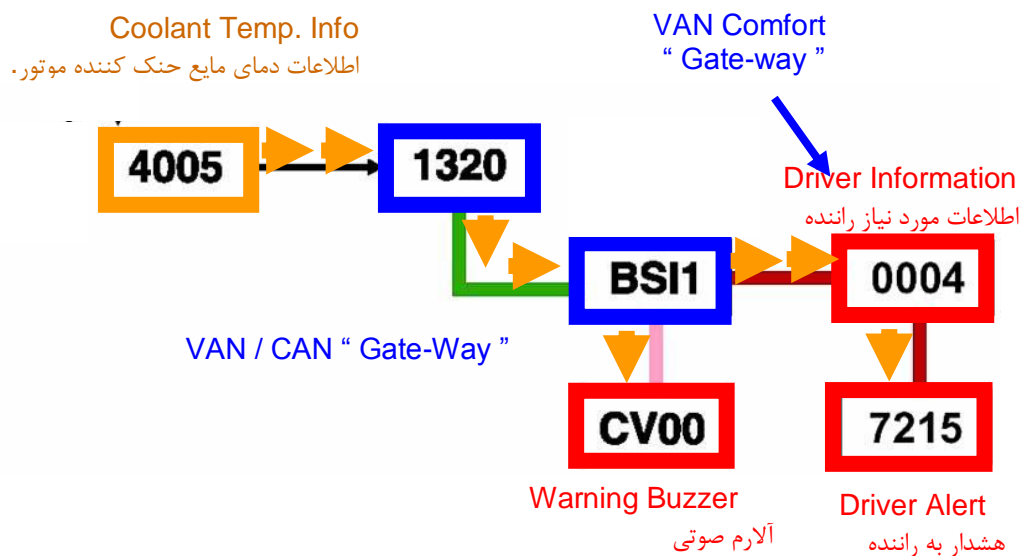 Coolant Temp. Info
اطلاعات دمای مایع خنک کننده موتور.
VAN Comfort
“ Gate-way ”
4005
1320
Driver Information
اطلاعات مورد نیاز راننده
BSI1
0004
VAN / CAN “ Gate-Way ”
CV00
7215
Warning Buzzer
آلارم صوتی
Driver Alert
هشدار به راننده